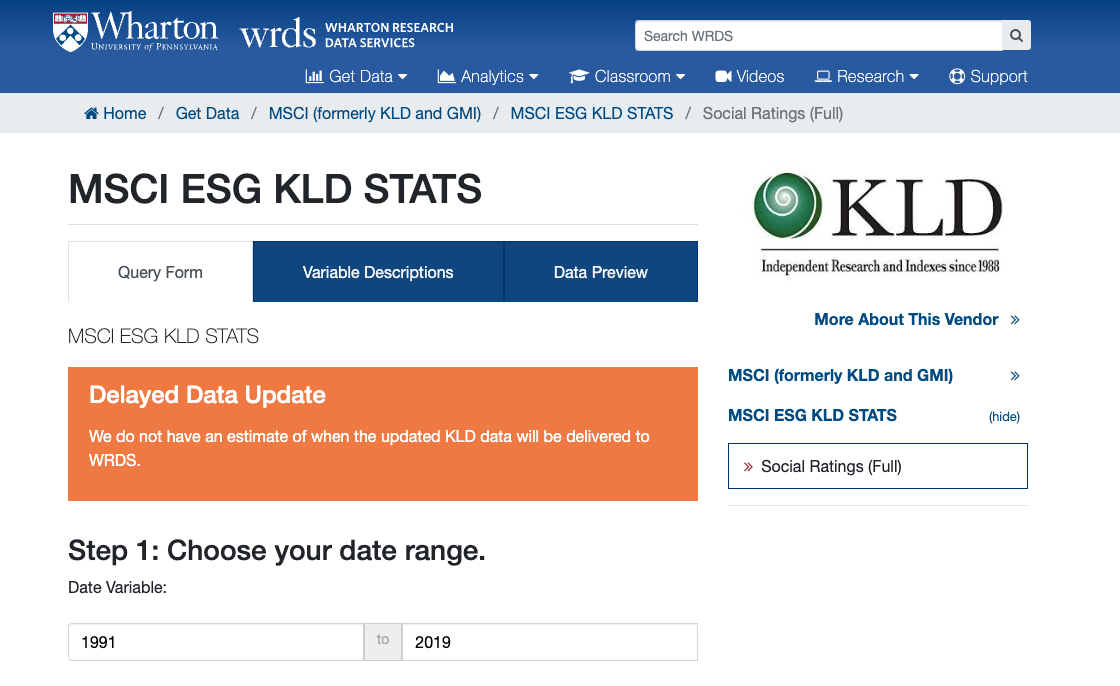 Wharton
UNIVERSITY of PENNSYLVANIA
wrds
WHARTON RESEARCH
DATA SERVICES
Search WRDS
Get Data
Analytics
Classroom
Videos
Research
Support
Home / Get Data / MSCI (formerly KLD and GMI) / MSCI ESG KLD STATS / Social Ratings (Full)
MSCI ESG KLD STATS
Query Form
Variable Descriptions
Data Preview
MSCI ESG KLD STATS
Delayed Data Update
We do not have an estimate of when the updated KLD data will be delivered to
WRDS.
Step 1: Choose your date range.
Date Variable:
1991 to 2019
KLD
Independent Research and Indexes since 1988
More About This Vendor »
MSCI (formerly KLD and GMI) »
MSCI ESG KLD STATS (hide)
» Social Ratings (Full)